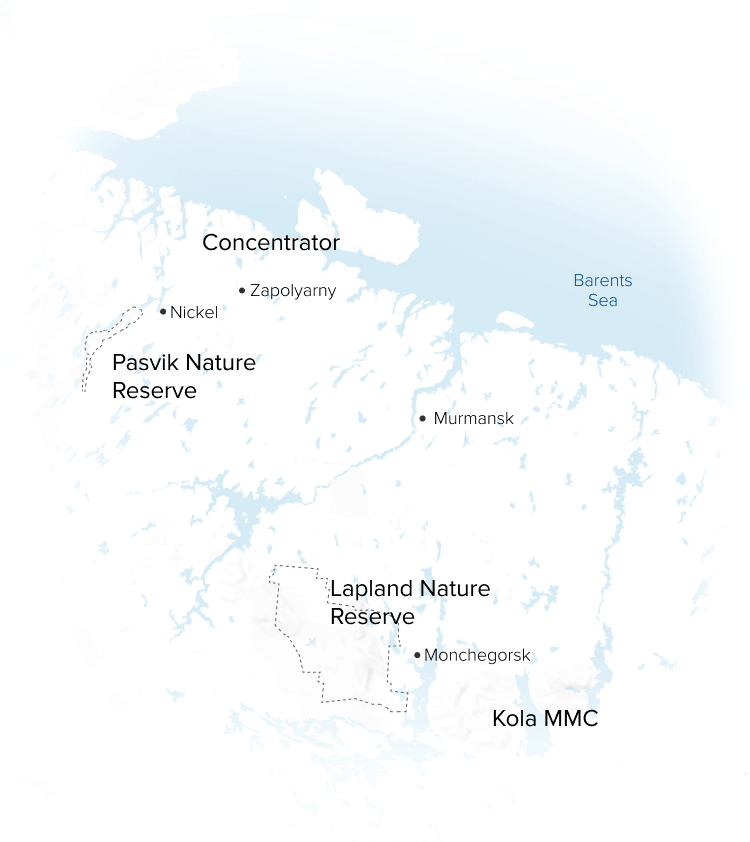 Concentrator
Barents
Sea
Zapolyarny
Nickel
Pasvik Nature
Reserve
Murmansk
Lapland Nature
Reserve
Monchegorsk
Kola MMC